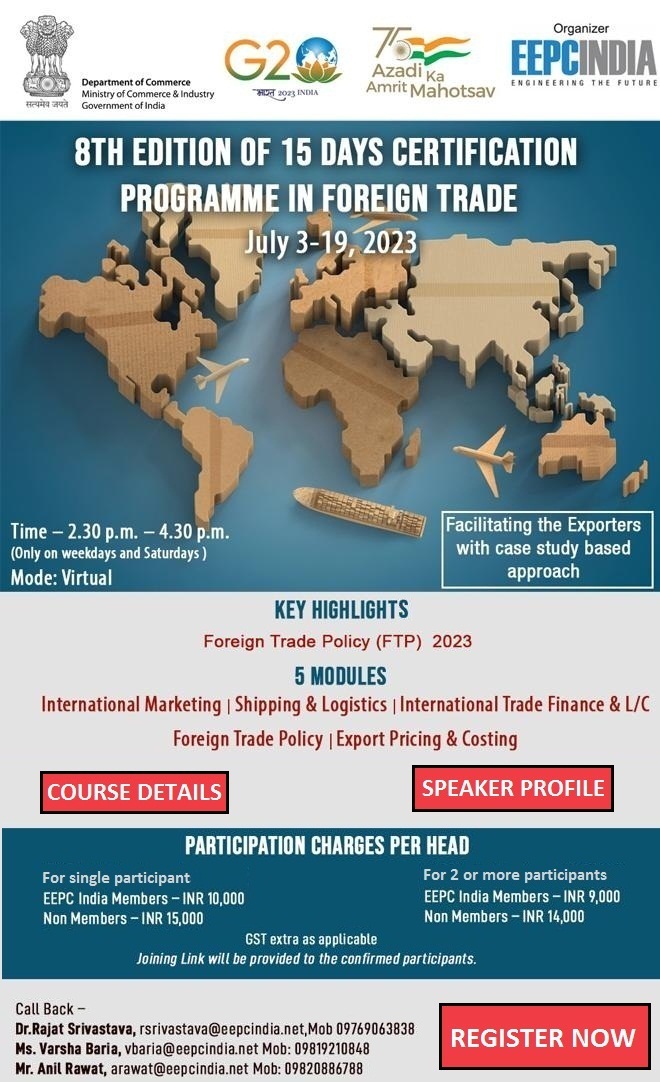 सत्यमेव जयते
Department of Commerce
Ministry of Commerce & Industry
Government of India
G20
भारत 2023 INDIA
75
Azadi Ka
Amrit Mahotsav
Organizer
EEPCINDIA
ENGINEERING THE FUTURE
8TH EDITION OF 15 DAYS CERTIFICATION
PROGRAMME IN FOREIGN TRADE
July 3-19, 2023
Time – 2.30 p.m. – 4.30 p.m.
(Only on weekdays and Saturdays )
Mode: Virtual
Facilitating the Exporters
with case study based
approach
KEY HIGHLIGHTS
Foreign Trade Policy (FTP) 2023
5 MODULES
International Marketing | Shipping & Logistics | International Trade Finance & L/C
Foreign Trade Policy | Export Pricing & Costing
COURSE DETAILS
SPEAKER PROFILE
PARTICIPATION CHARGES PER HEAD
For single participant
EEPC India Members – INR 10,000
Non Members – INR 15,000
For 2 or more participants
EEPC India Members – INR 9,000
Non Members – INR 14,000
GST extra as applicable
Joining Link will be provided to the confirmed participants.
Call Back –
Dr.Rajat Srivastava, rsrivastava@eepcindia.net,Mob 09769063838
Ms. Varsha Baria, vbaria@eepcindia.net Mob: 09819210848
Mr. Anil Rawat, arawat@eepcindia.net Mob: 09820886788
REGISTER NOW